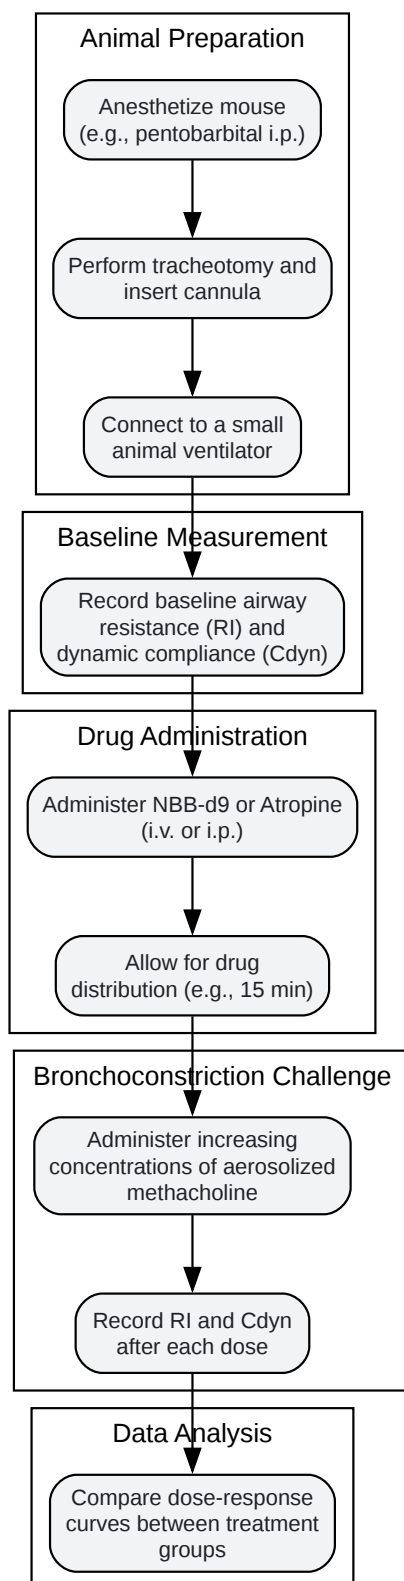 Animal Preparation
Anesthetize mouse
(e.g., pentobarbital i.p.)
Perform tracheotomy and
insert cannula
Connect to a small
animal ventilator
Baseline Measurement
Record baseline airway
resistance (RI) and
dynamic compliance (Cdyn)
Drug Administration
Administer NBB-d9 or Atropine
(i.v. or i.p.)
Allow for drug
distribution (e.g., 15 min)
Bronchoconstriction Challenge
Administer increasing
concentrations of aerosolized
methacholine
Record RI and Cdyn
after each dose
Data Analysis
Compare dose-response
curves between treatment
groups